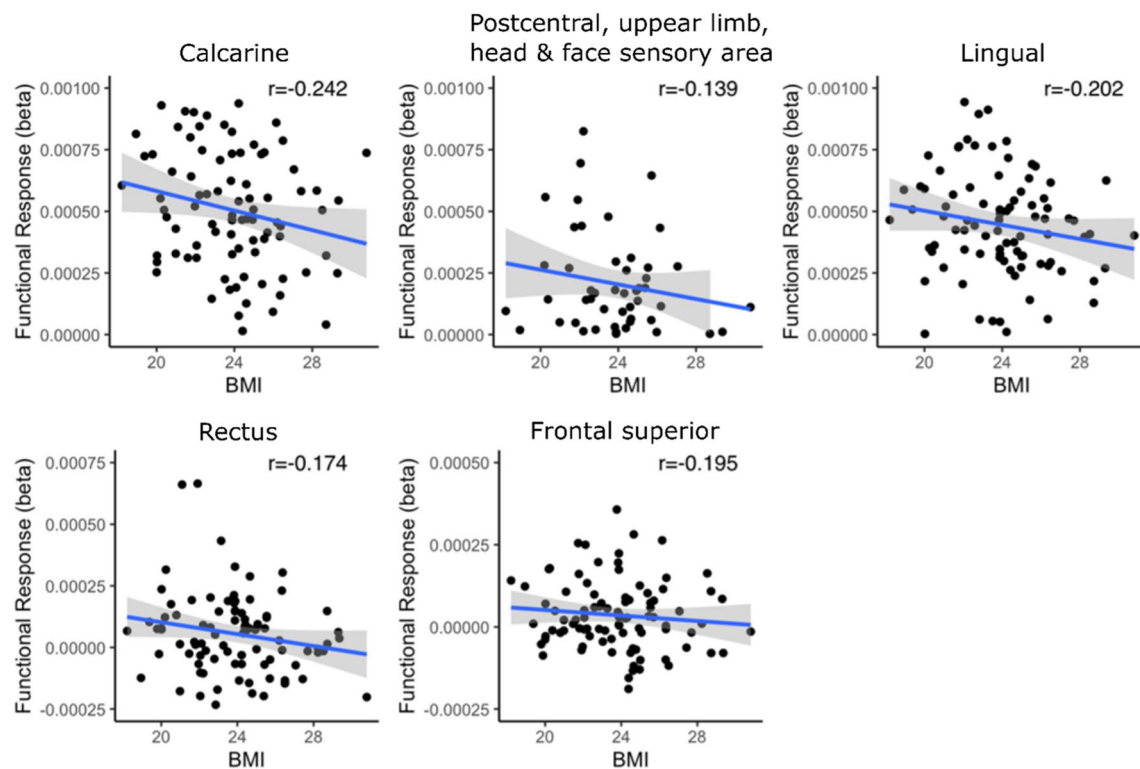 Calcarine
r=-0.242
Functional Response (beta)
0.00100
0.00075
0.00050
0.00025
0.00000
20 24 28
BMI
Postcentral, uppear limb,
head & face sensory area
r=-0.139
Functional Response (beta)
0.00100
0.00075
0.00050
0.00025
0.00000
20 24 28
BMI
Lingual
r=-0.202
Functional Response (beta)
0.00100
0.00075
0.00050
0.00025
0.00000
20 24 28
BMI
Rectus
r=-0.174
Functional Response (beta)
0.00075
0.00050
0.00025
0.00000
-0.00025
20 24 28
BMI
Frontal superior
r=-0.195
Functional Response (beta)
0.00050
0.00025
0.00000
-0.00025
20 24 28
BMI